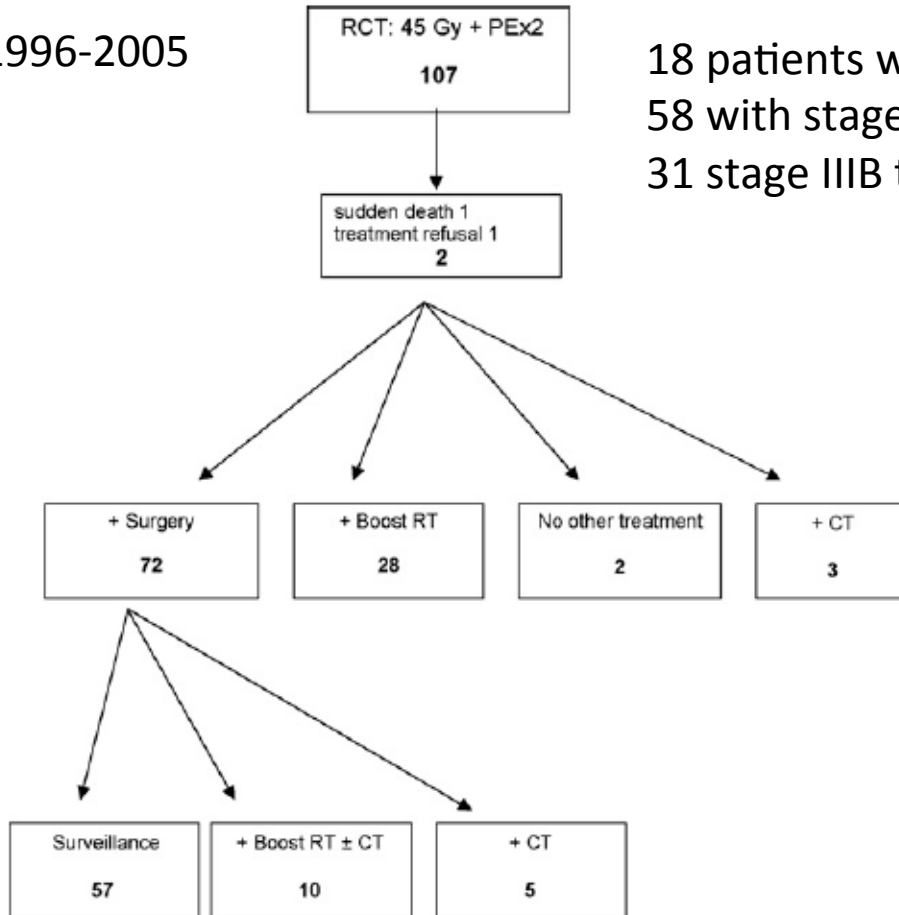 1996-2005
RCT: 45 Gy + PEx2
107
18 patients
58 with stage
31 stage IIIB
sudden death 1
treatment refusal 1
2
+ Surgery
72
+ Boost RT
28
No other treatment
2
+ CT
3
Surveillance
57
+ Boost RT ± CT
10
+ CT
5